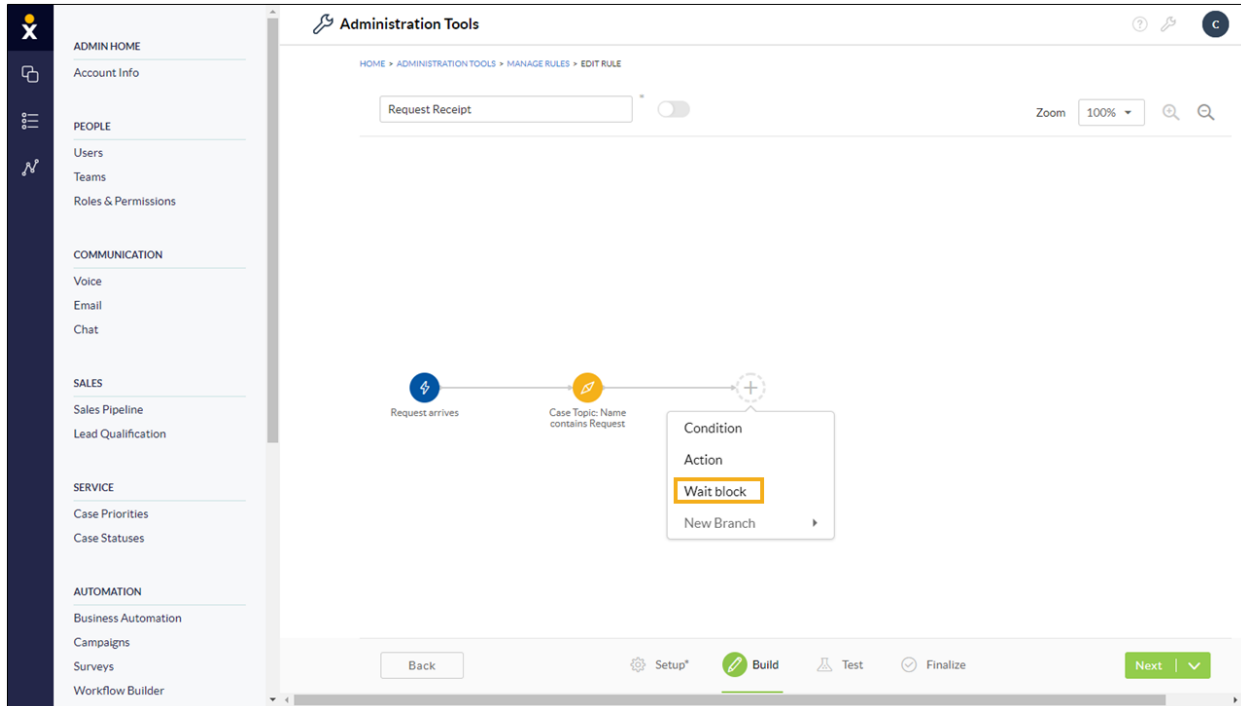 Administration Tools
?
C
HOME > ADMINISTRATION TOOLS > MANAGE RULES > EDIT RULE
Request Receipt
*
Zoom
100%
ADMIN HOME
Account Info
PEOPLE
Users
Teams
Roles & Permissions
COMMUNICATION
Voice
Email
Chat
SALES
Sales Pipeline
Lead Qualification
SERVICE
Case Priorities
Case Statuses
AUTOMATION
Business Automation
Campaigns
Surveys
Workflow Builder
Request arrives
Case Topic: Name
contains Request
Condition
Action
Wait block
New Branch
Back
Setup*
Build
Test
Finalize
Next